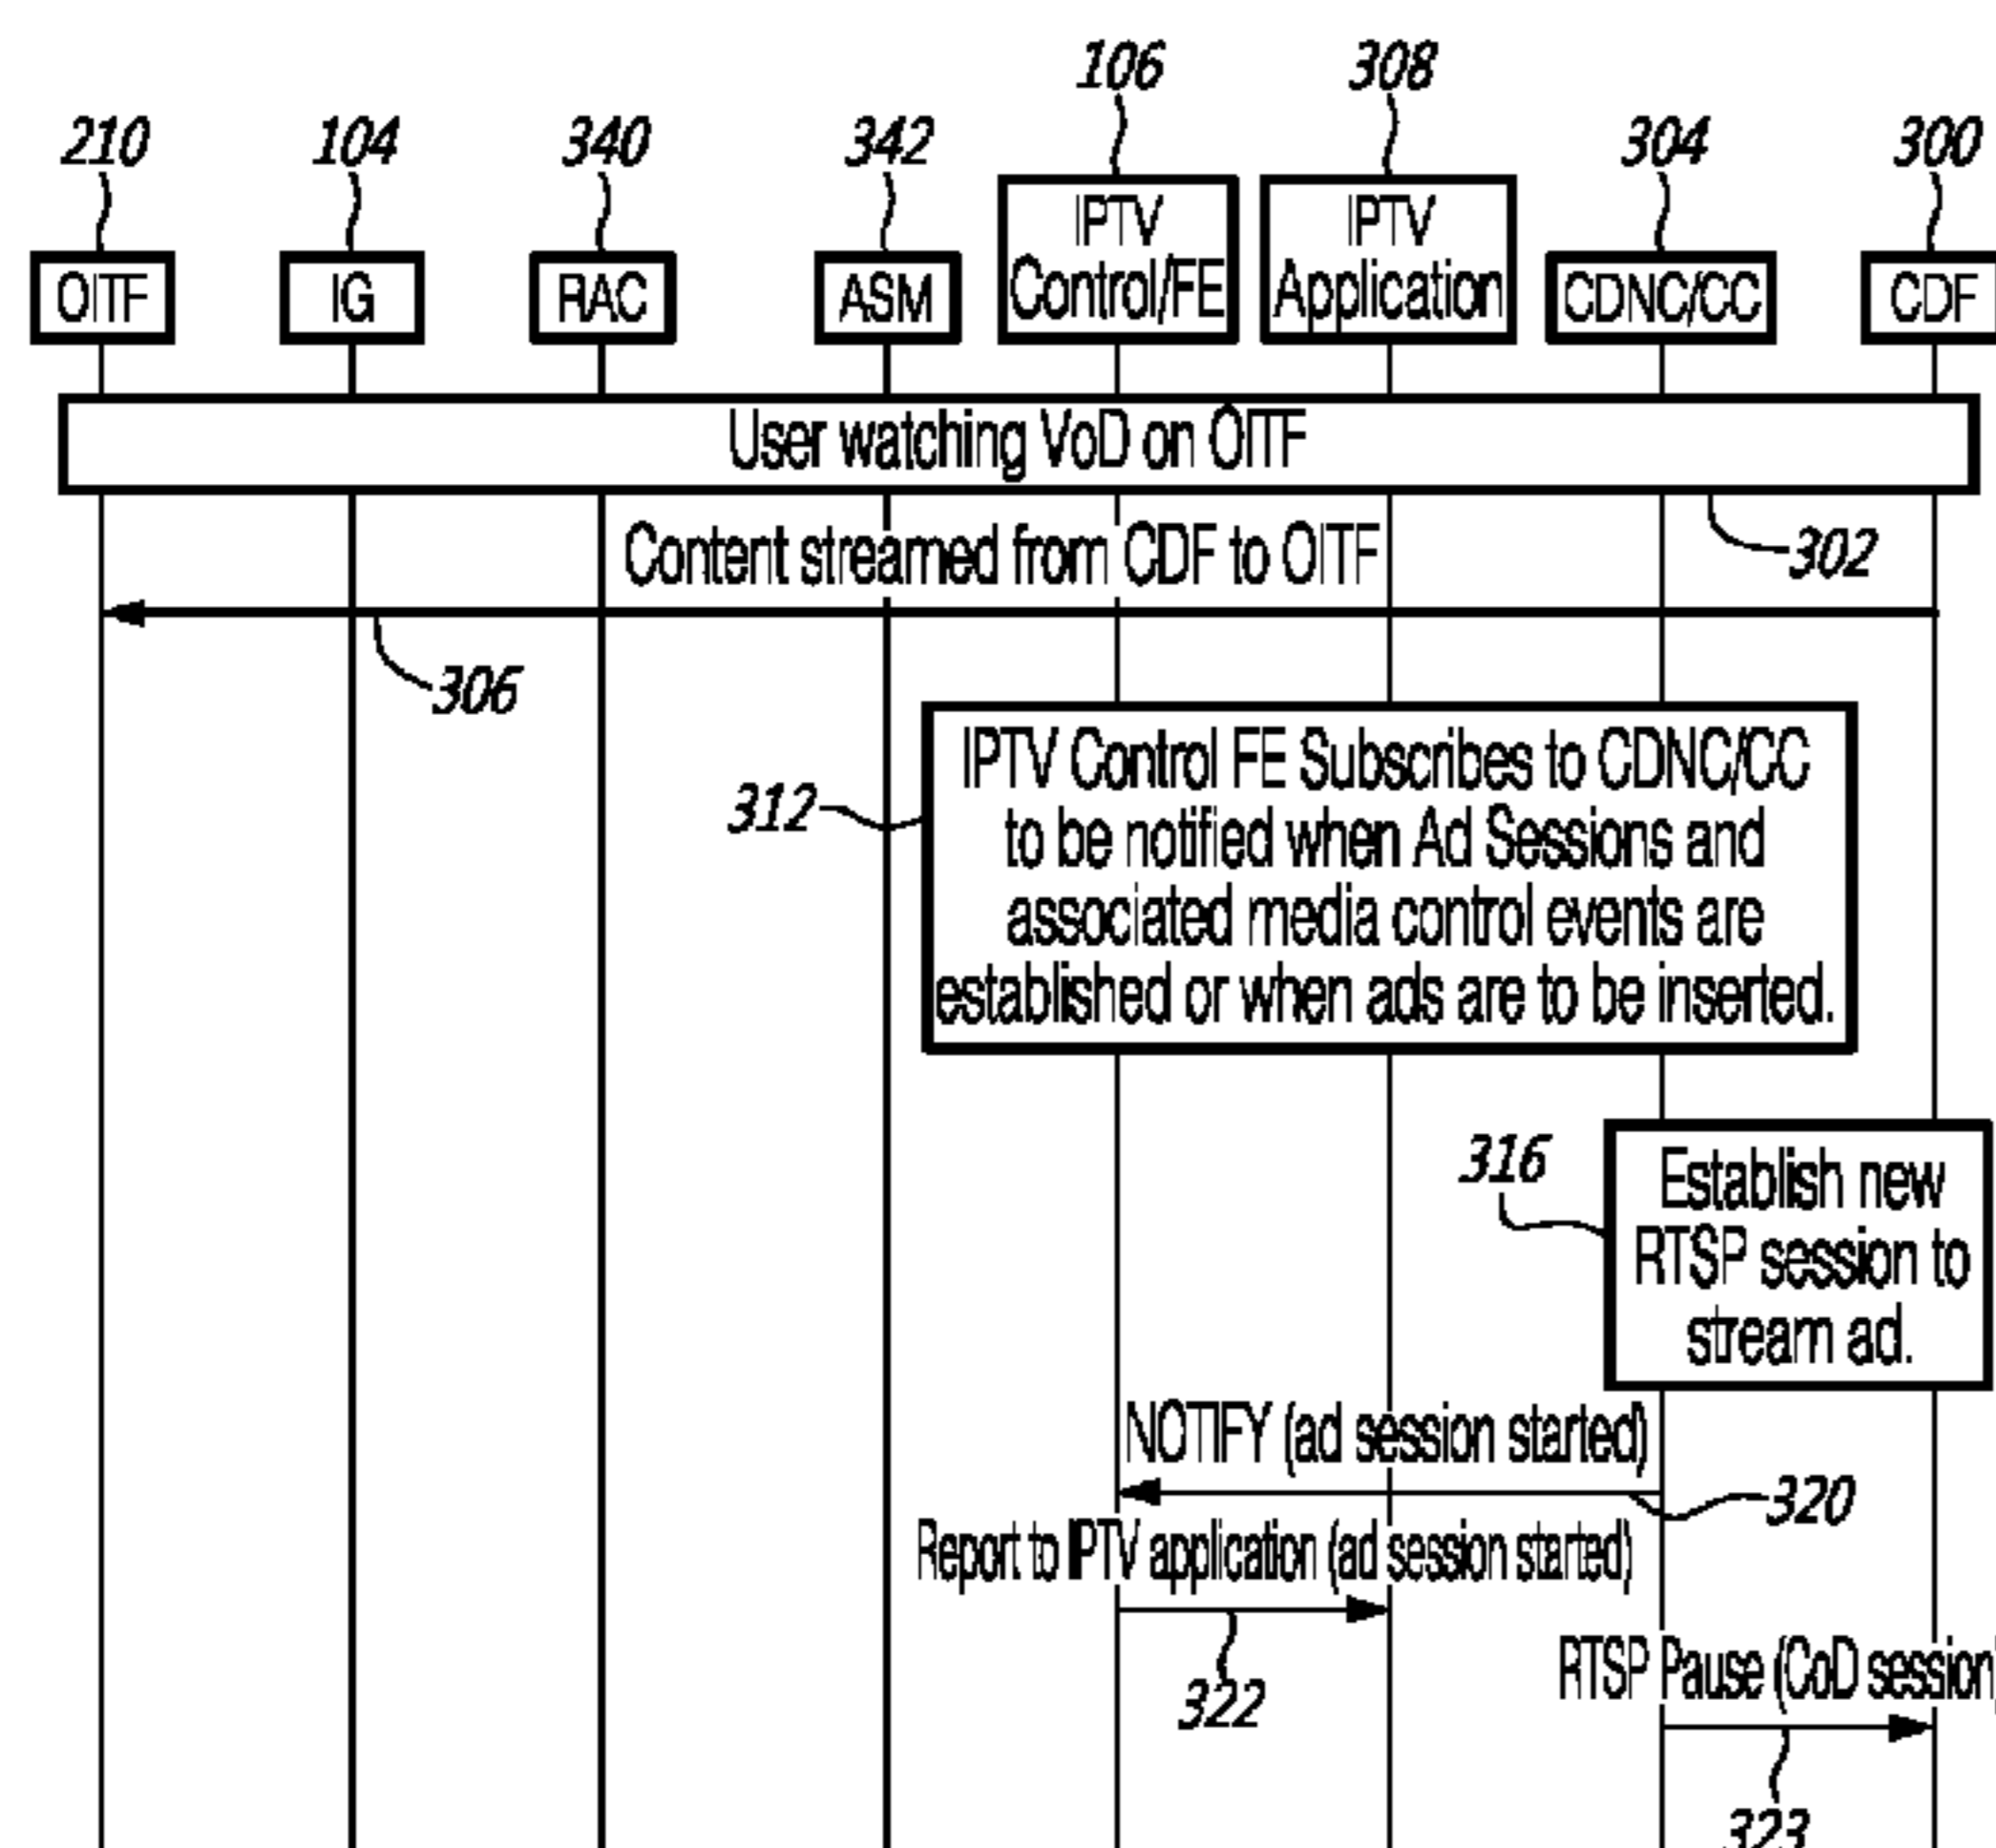 106 308
210 104 340 342 304 300
OITF IG RAC ASM IPTV Control/FE IPTV Application CDNC/CC CDF
User watching VoD on OITF
Content streamed from CDF to OITF
302
306
IPTV Control FE Subscribes to CDNC/CC
312 to be notified when Ad Sessions and
associated media control events are
established or when ads are to be inserted.
316 Establish new
RTSP session to
stream ad.
NOTIFY (ad session started)
320
Report to IPTV application (ad session started)
322
RTSP Pause (CoD session)
323